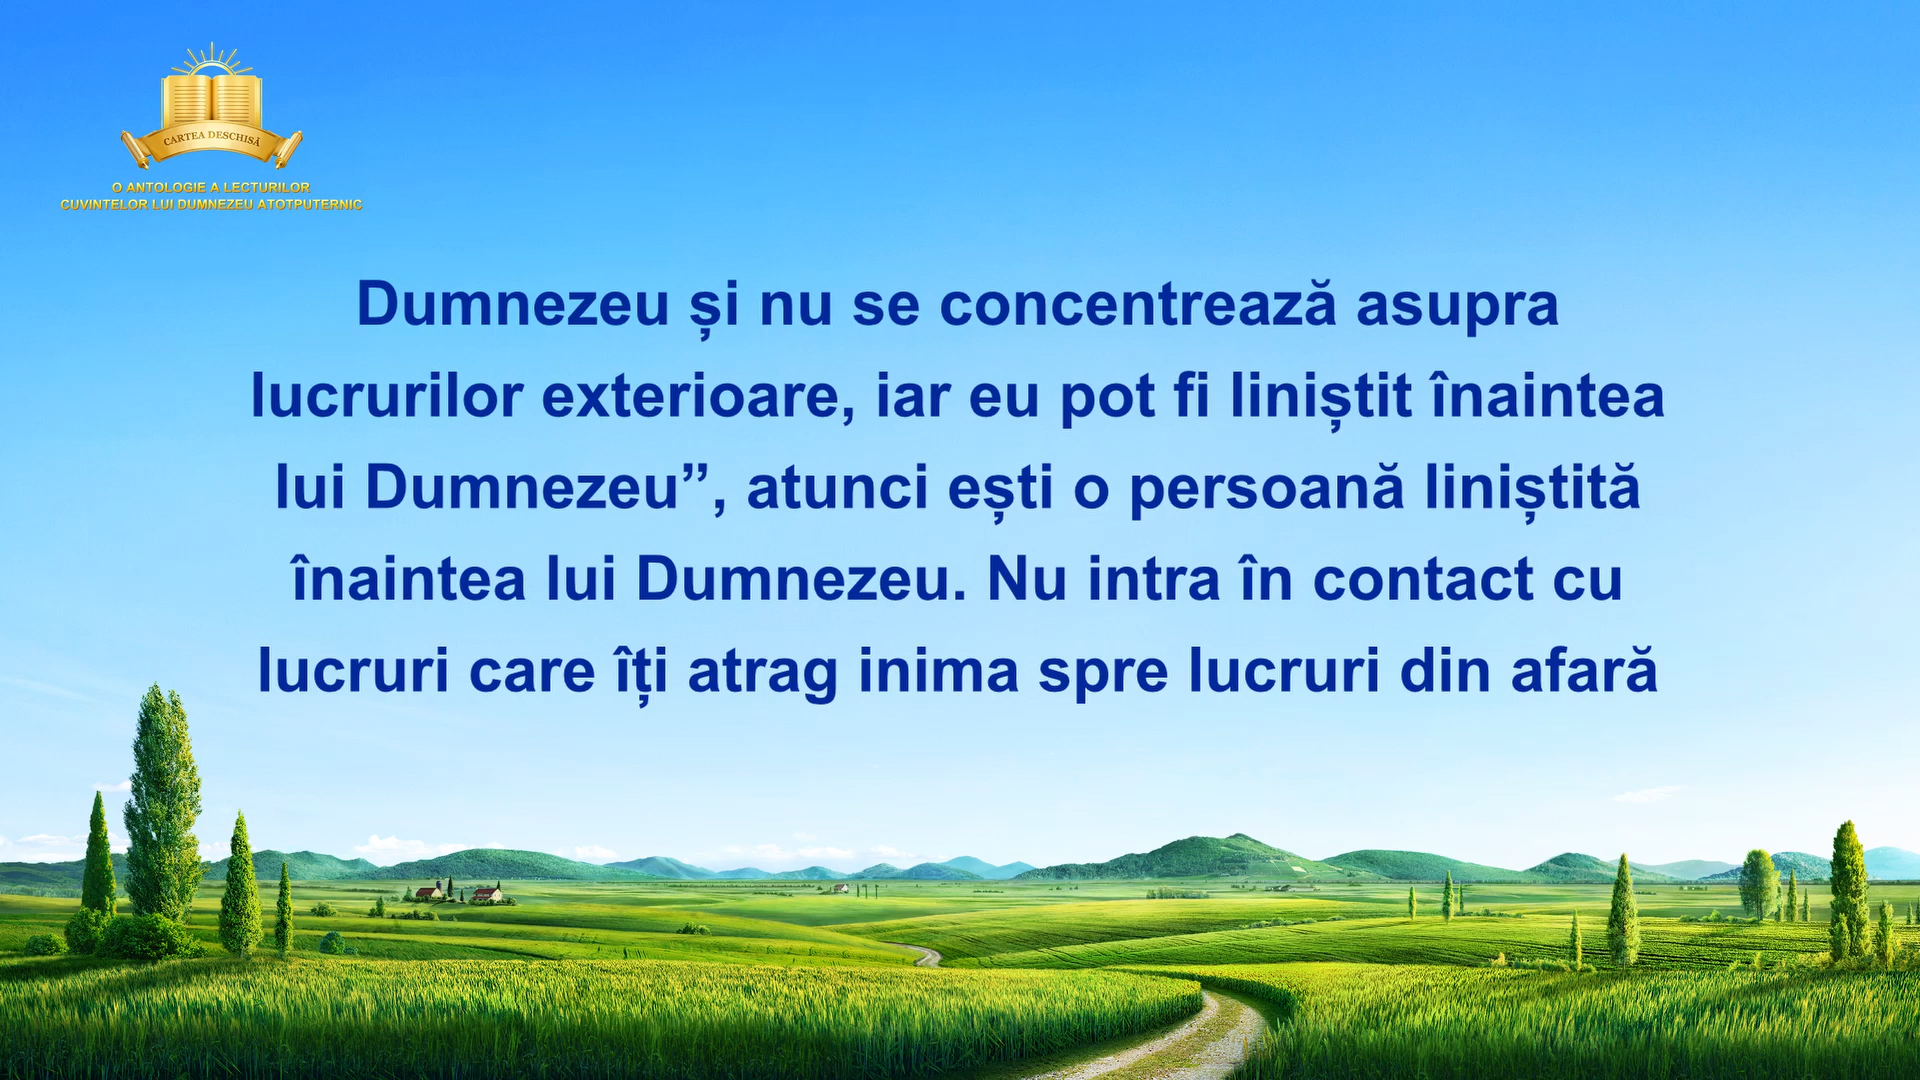 CARTEA DESCHISĂ
O ANTOLOGIE A LECTURILOR
CUVINTELOR LUI DUMNEZEU ATOTPUTERNIC
Dumnezeu și nu se concentrează asupra
lucrurilor exterioare, iar eu pot fi liniștit înaintea
lui Dumnezeu”, atunci ești o persoană liniștită
înaintea lui Dumnezeu. Nu intra în contact cu
lucruri care îți atrag inima spre lucruri din afară